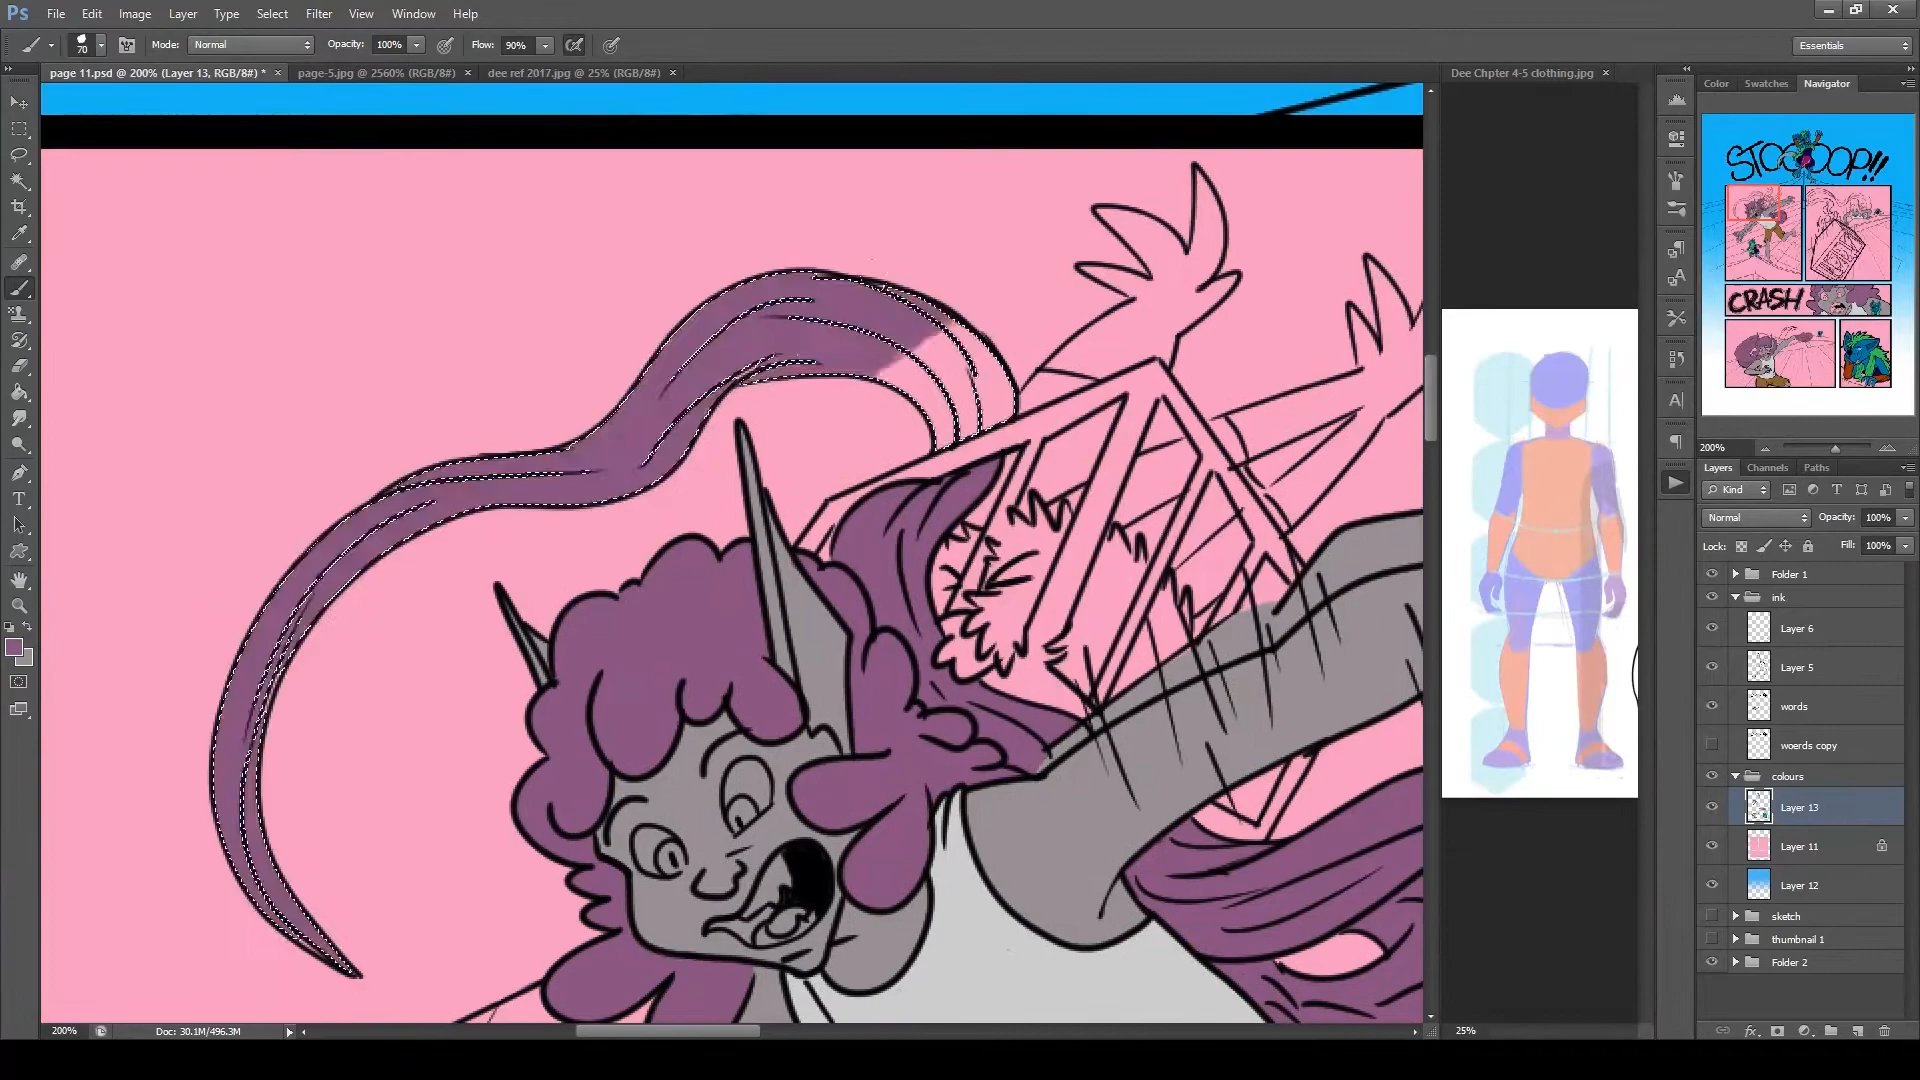 Ps File Edit Image Layer Type Select Filter View Window Help
70 Mode: Normal Opacity: 100% Flow: 90% Essentials
page 11.psd @ 200% (Layer 13, RGB/8#) * × page-5.jpg @ 2560% (RGB/8#) × dee ref 2017.jpg @ 25% (RGB/8#) × Dee Chpter 4-5 clothing.jpg ×
Color Swatches Navigator
STOOOOP!!
CRASH
200%
Layers Channels Paths
Kind
Normal Opacity: 100%
Lock: Fill: 100%
Folder 1
ink
Layer 6
Layer 5
words
woerds copy
colours
Layer 13
Layer 11
Layer 12
sketch
thumbnail 1
Folder 2
200% Doc: 30.1M/496.3M 25%